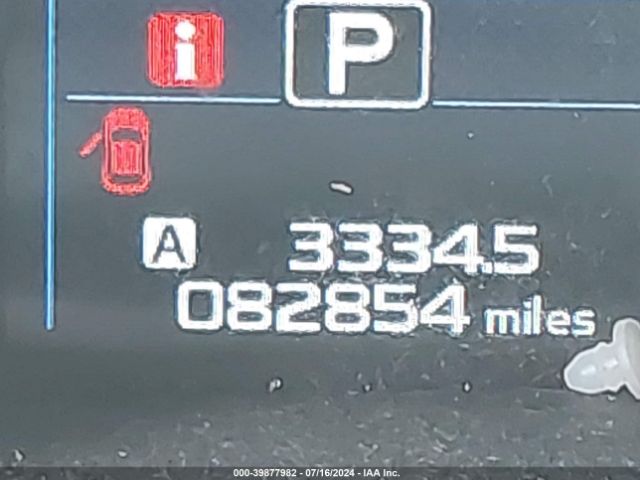 i P
A 3334.5
082854 miles
000-39877982 - 07/16/2024 - IAA Inc.